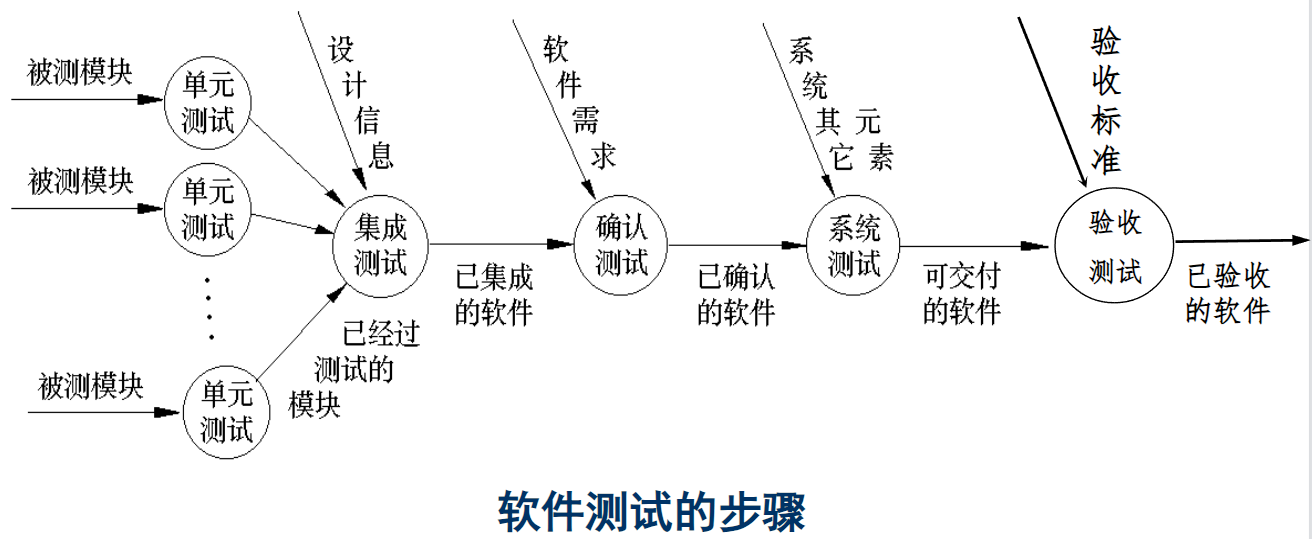 被测模块
单元
测试
被测模块
单元
测试
被测模块
单元
测试
已经过
测试的
模块
设计信息
集成
测试
已集成
的软件
软件需求
确认
测试
已确认
的软件
系统其它元素
系统
测试
可交付
的软件
验收标准
验收
测试
已验收
的软件
软件测试的步骤